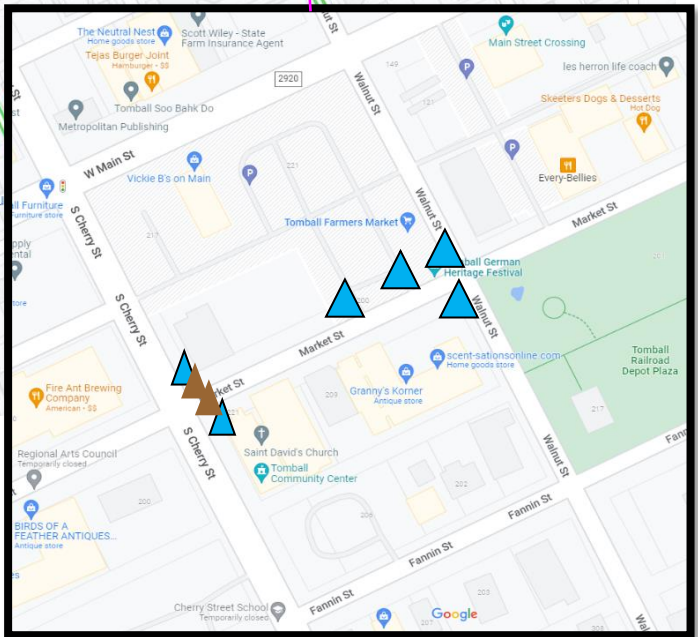 The Neutral Nest
Home goods store
Scott Wiley - State
Farm Insurance Agent
Tejas Burger Joint
Hamburger • $$
Tomball Soo Bahk Do
Metropolitan Publishing
2920
Main Street Crossing
les herron life coach
Skeeters Dogs & Desserts
Hot Dog
Every-Bellies
149
121
Walnut St
W Main St
Vickie B's on Main
221
217
Furniture
Furniture store
S Cherry St
Tomball Farmers Market
Walnut St
Market St
German
Heritage Festival
201
200
S Cherry St
Market St
Walnut St
scent-sationsonline.com
Home goods store
Granny's Korner
Antique store
209
Tomball
Railroad
Depot Plaza
217
Fire Ant Brewing
Company
American • $$
St
221
Saint David's Church
Tomball
Community Center
S Cherry St
Regional Arts Council
Temporarily closed
200
BIRDS OF A
FEATHER ANTIQUES...
Antique store
Walnut St
202
206
Fannin St
Fannin St
Fannin St
Cherry Street School
Temporarily closed
Google
203
207
208